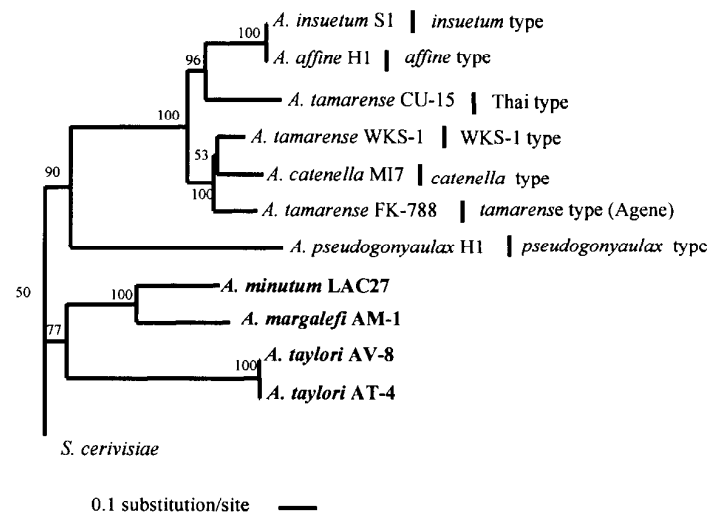 100 A. insuetum S1 | insuetum type
A. affine H1 | affine type
96
A. tamarense CU-15 | Thai type
100
A. tamarense WKS-1 | WKS-1 type
53
A. catenella MI7 | catenella type
100
A. tamarense FK-788 | tamarense type (Agene)
90
A. pseudogonyaulax H1 | pseudogonyaulax type
50
100 A. minutum LAC27
A. margalefi AM-1
77
A. taylori AV-8
100
A. taylori AT-4
S. cerivisiae
0.1 substitution/site